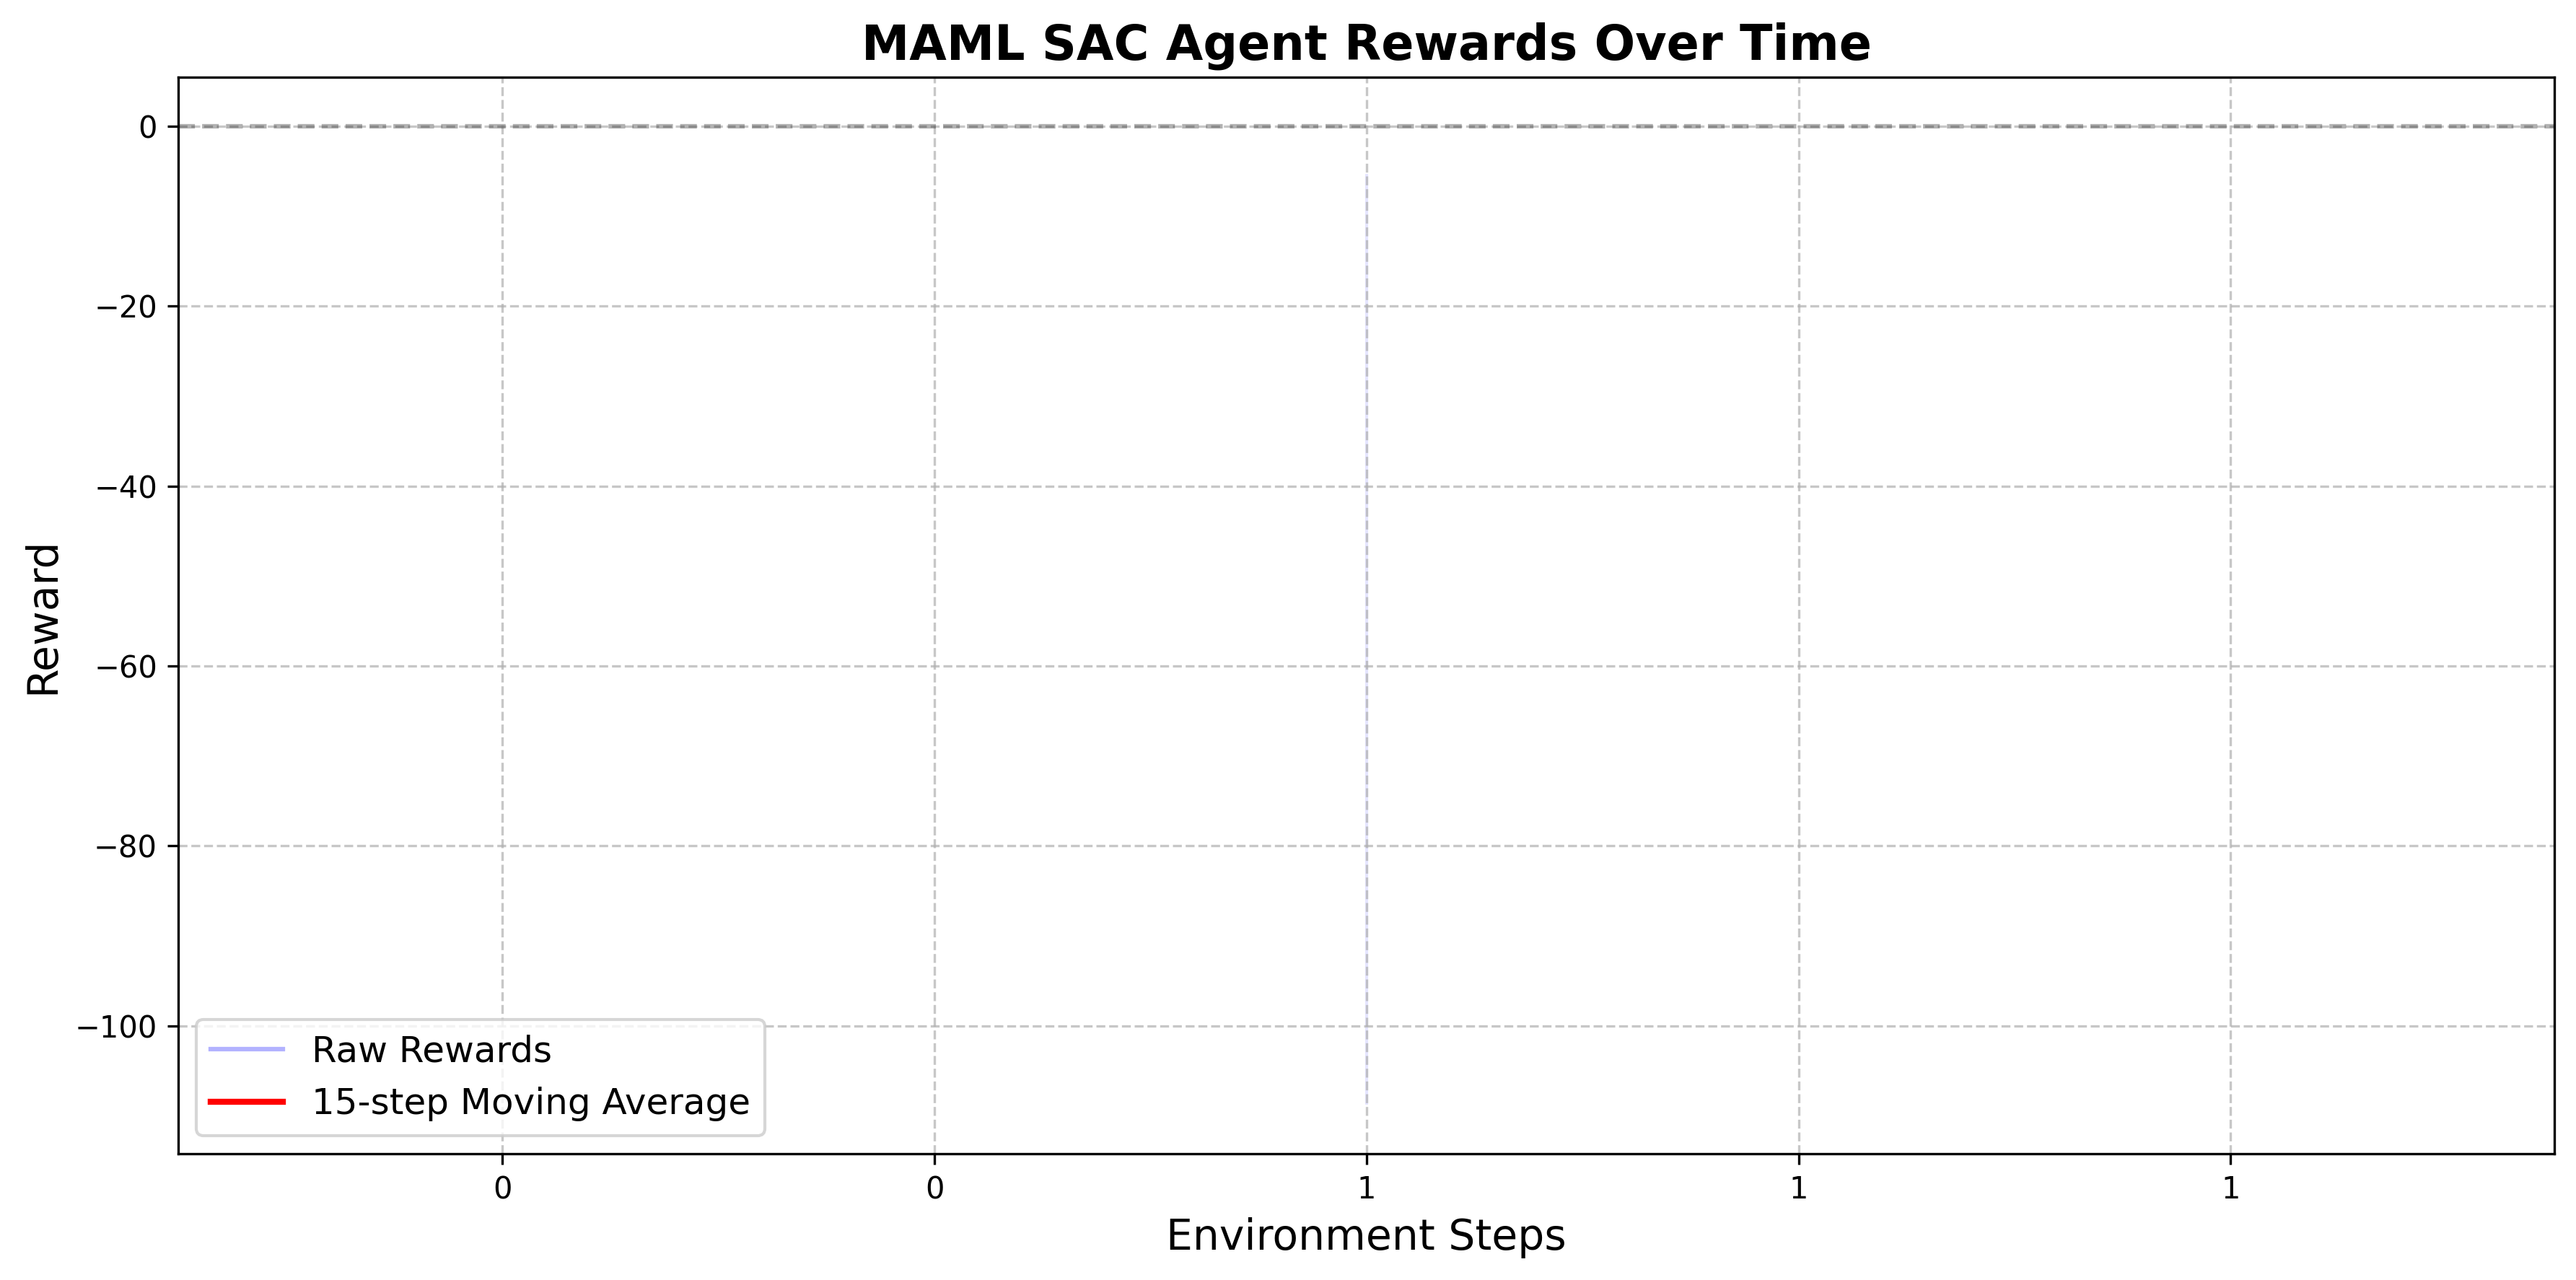 MAML SAC Agent Rewards Over Time
Reward
0
−20
−40
−60
−80
−100
Raw Rewards
15-step Moving Average
0 0 1 1 1
Environment Steps